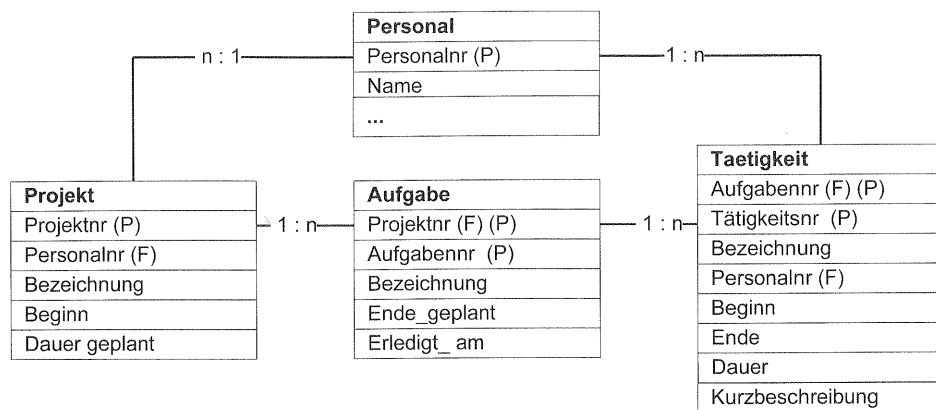 Personal
Personalnr (P)
Name
...
n : 1
1 : n
Projekt
Projektnr (P)
Personalnr (F)
Bezeichnung
Beginn
Dauer geplant
1 : n
Aufgabe
Projektnr (F) (P)
Aufgabennr (P)
Bezeichnung
Ende_geplant
Erledigt_ am
1 : n
Taetigkeit
Aufgabennr (F) (P)
Tätigkeitsnr (P)
Bezeichnung
Personalnr (F)
Beginn
Ende
Dauer
Kurzbeschreibung